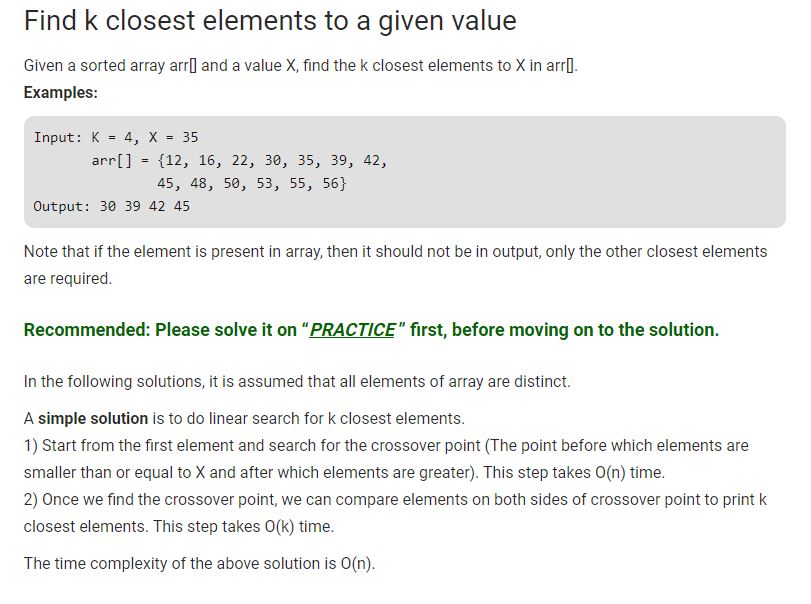 Find k closest elements to a given value
Given a sorted array arr[] and a value X, find the k closest elements to X in arr[].
Examples:
Input: K = 4, X = 35
arr[] = {12, 16, 22, 30, 35, 39, 42,
45, 48, 50, 53, 55, 56}
Output: 30 39 42 45
Note that if the element is present in array, then it should not be in output, only the other closest elements
are required.
Recommended: Please solve it on “PRACTICE” first, before moving on to the solution.
In the following solutions, it is assumed that all elements of array are distinct.
A simple solution is to do linear search for k closest elements.
1) Start from the first element and search for the crossover point (The point before which elements are
smaller than or equal to X and after which elements are greater). This step takes O(n) time.
2) Once we find the crossover point, we can compare elements on both sides of crossover point to print k
closest elements. This step takes O(k) time.
The time complexity of the above solution is O(n).